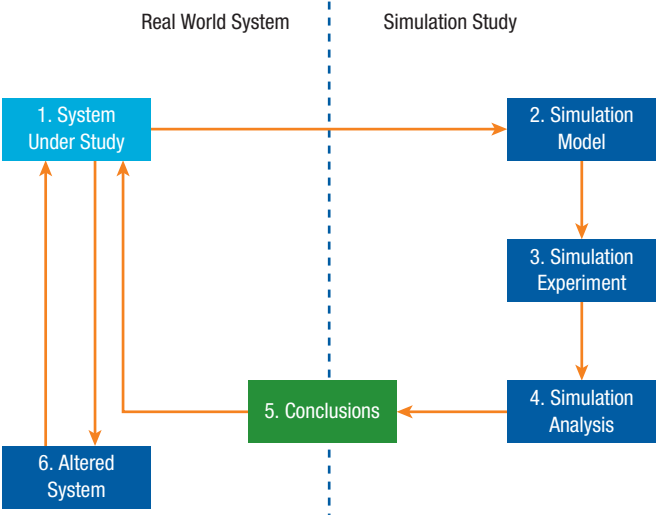 Real World System
Simulation Study
1. System
Under Study
2. Simulation
Model
3. Simulation
Experiment
4. Simulation
Analysis
5. Conclusions
6. Altered
System